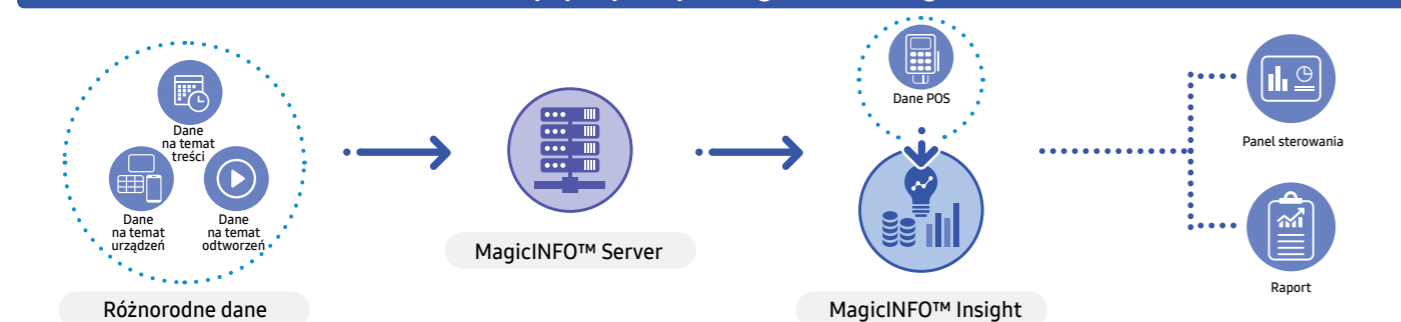 Dane
na temat
treści
Dane
na temat
urządzeń
Dane
na temat
odtworzeń
Różnorodne dane
MagicINFO™ Server
Dane POS
MagicINFO™ Insight
Panel sterowania
Raport